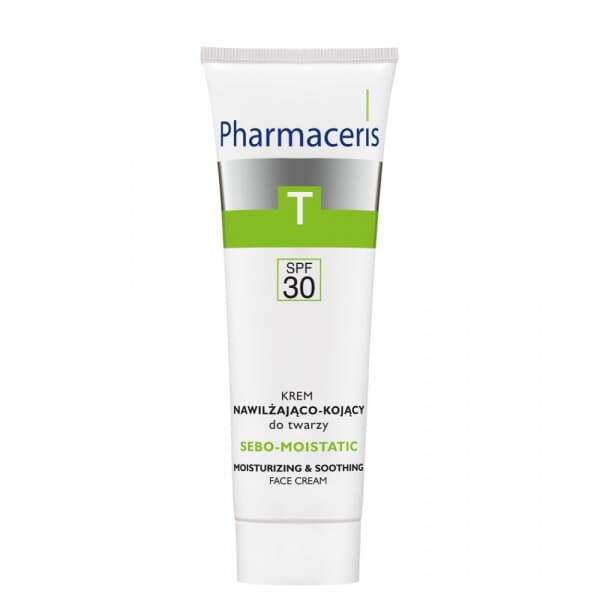 Pharmaceris
T
SPF
30
KREM
NAWILŻAJĄCO-KOJĄCY
do twarzy
SEBO-MOISTATIC
MOISTURIZING & SOOTHING
FACE CREAM